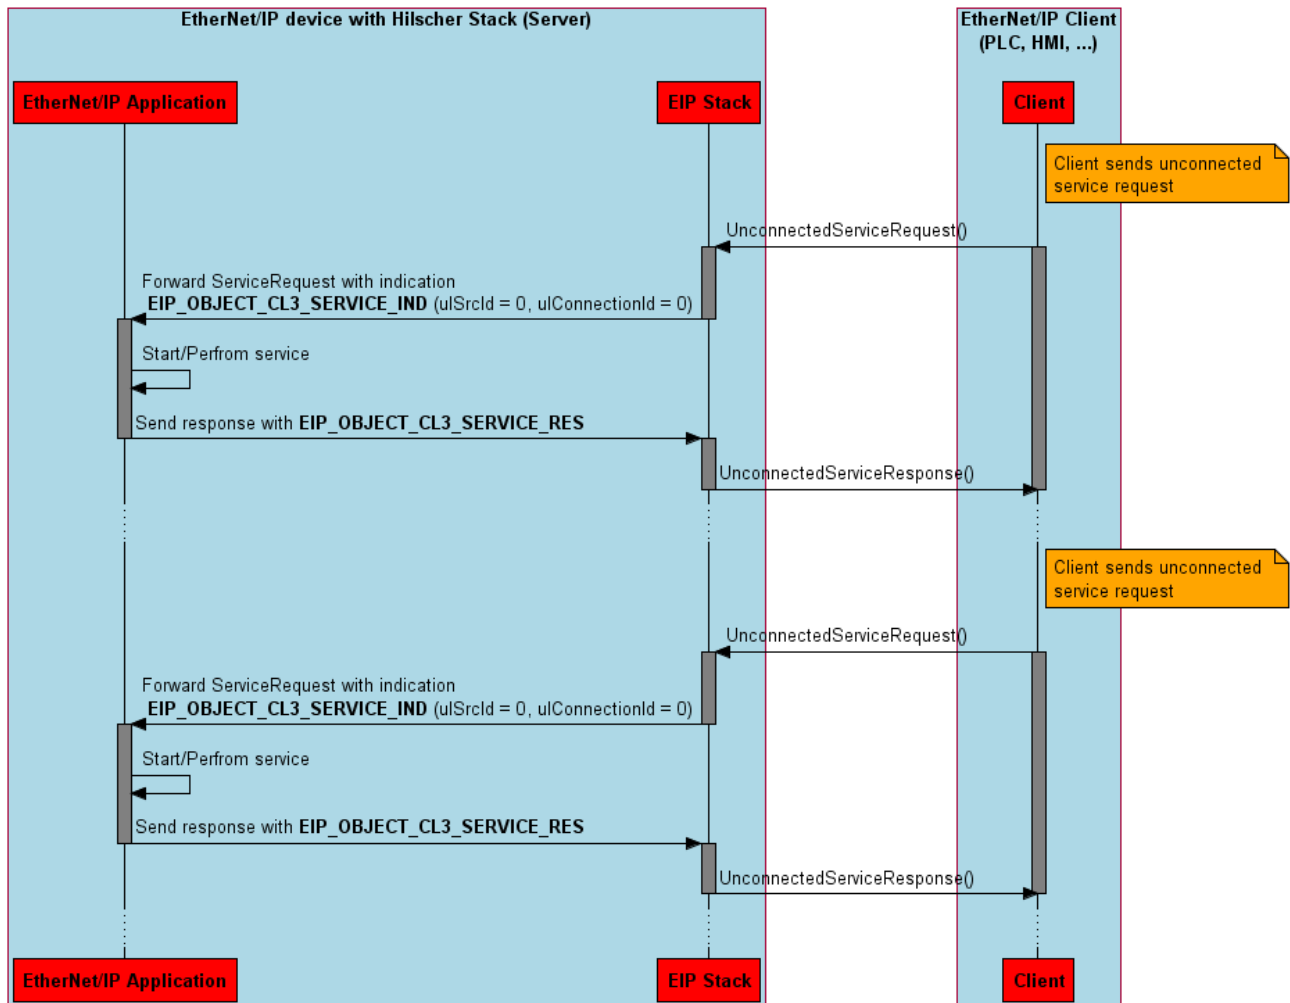 EtherNet/IP device with Hilscher Stack (Server)
EtherNet/IP Client
(PLC, HMI, ...)
EtherNet/IP Application
EIP Stack
Client
Client sends unconnected
service request
UnconnectedServiceRequest()
Forward ServiceRequest with indication
EIP_OBJECT_CL3_SERVICE_IND (ulSrcId = 0, ulConnectionId = 0)
Start/Perfrom service
Send response with EIP_OBJECT_CL3_SERVICE_RES
UnconnectedServiceResponse()
Client sends unconnected
service request
UnconnectedServiceRequest()
Forward ServiceRequest with indication
EIP_OBJECT_CL3_SERVICE_IND (ulSrcId = 0, ulConnectionId = 0)
Start/Perfrom service
Send response with EIP_OBJECT_CL3_SERVICE_RES
UnconnectedServiceResponse()
EtherNet/IP Application
EIP Stack
Client